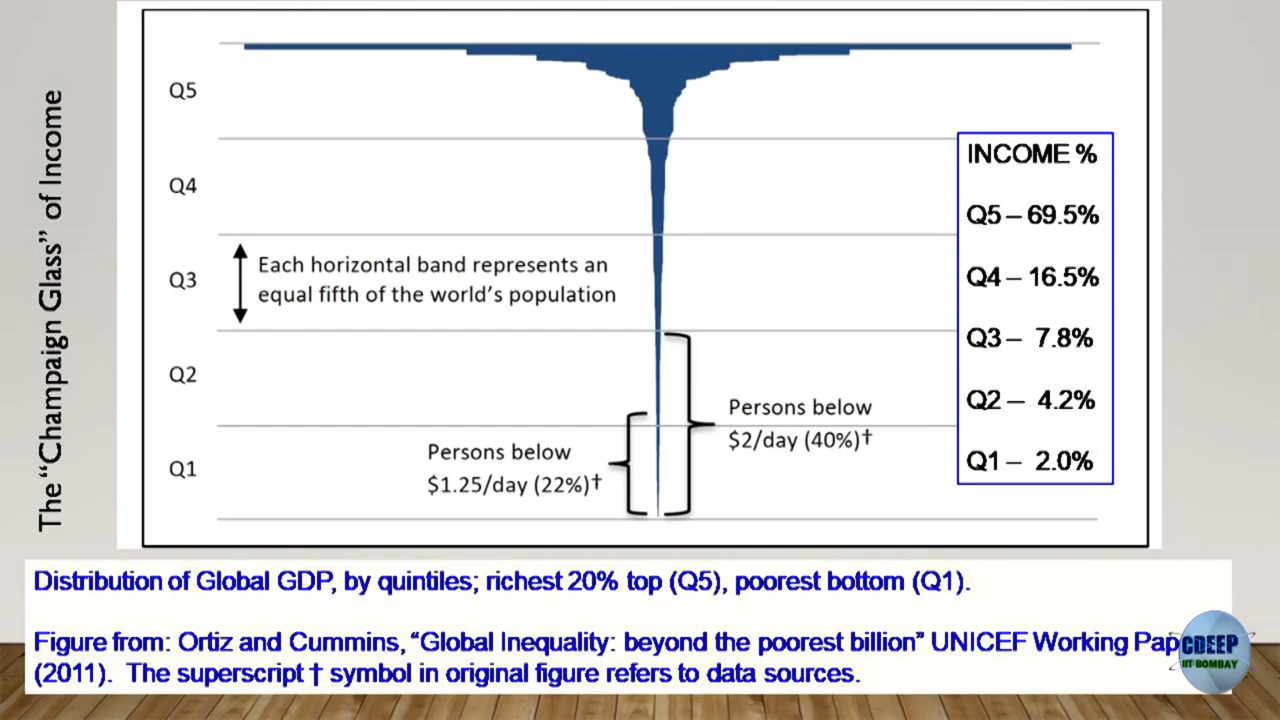 The "Champaign Glass" of Income
Q5
Q4
Q3
Q2
Q1
Each horizontal band represents an
equal fifth of the world's population
Persons below
$2/day (40%)†
Persons below
$1.25/day (22%)†
INCOME %
Q5 – 69.5%
Q4 – 16.5%
Q3 – 7.8%
Q2 – 4.2%
Q1 – 2.0%
Distribution of Global GDP, by quintiles; richest 20% top (Q5), poorest bottom (Q1).
Figure from: Ortiz and Cummins, "Global Inequality: beyond the poorest billion" UNICEF Working Pap
(2011). The superscript † symbol in original figure refers to data sources.
CDEEP
IIT BOMBAY